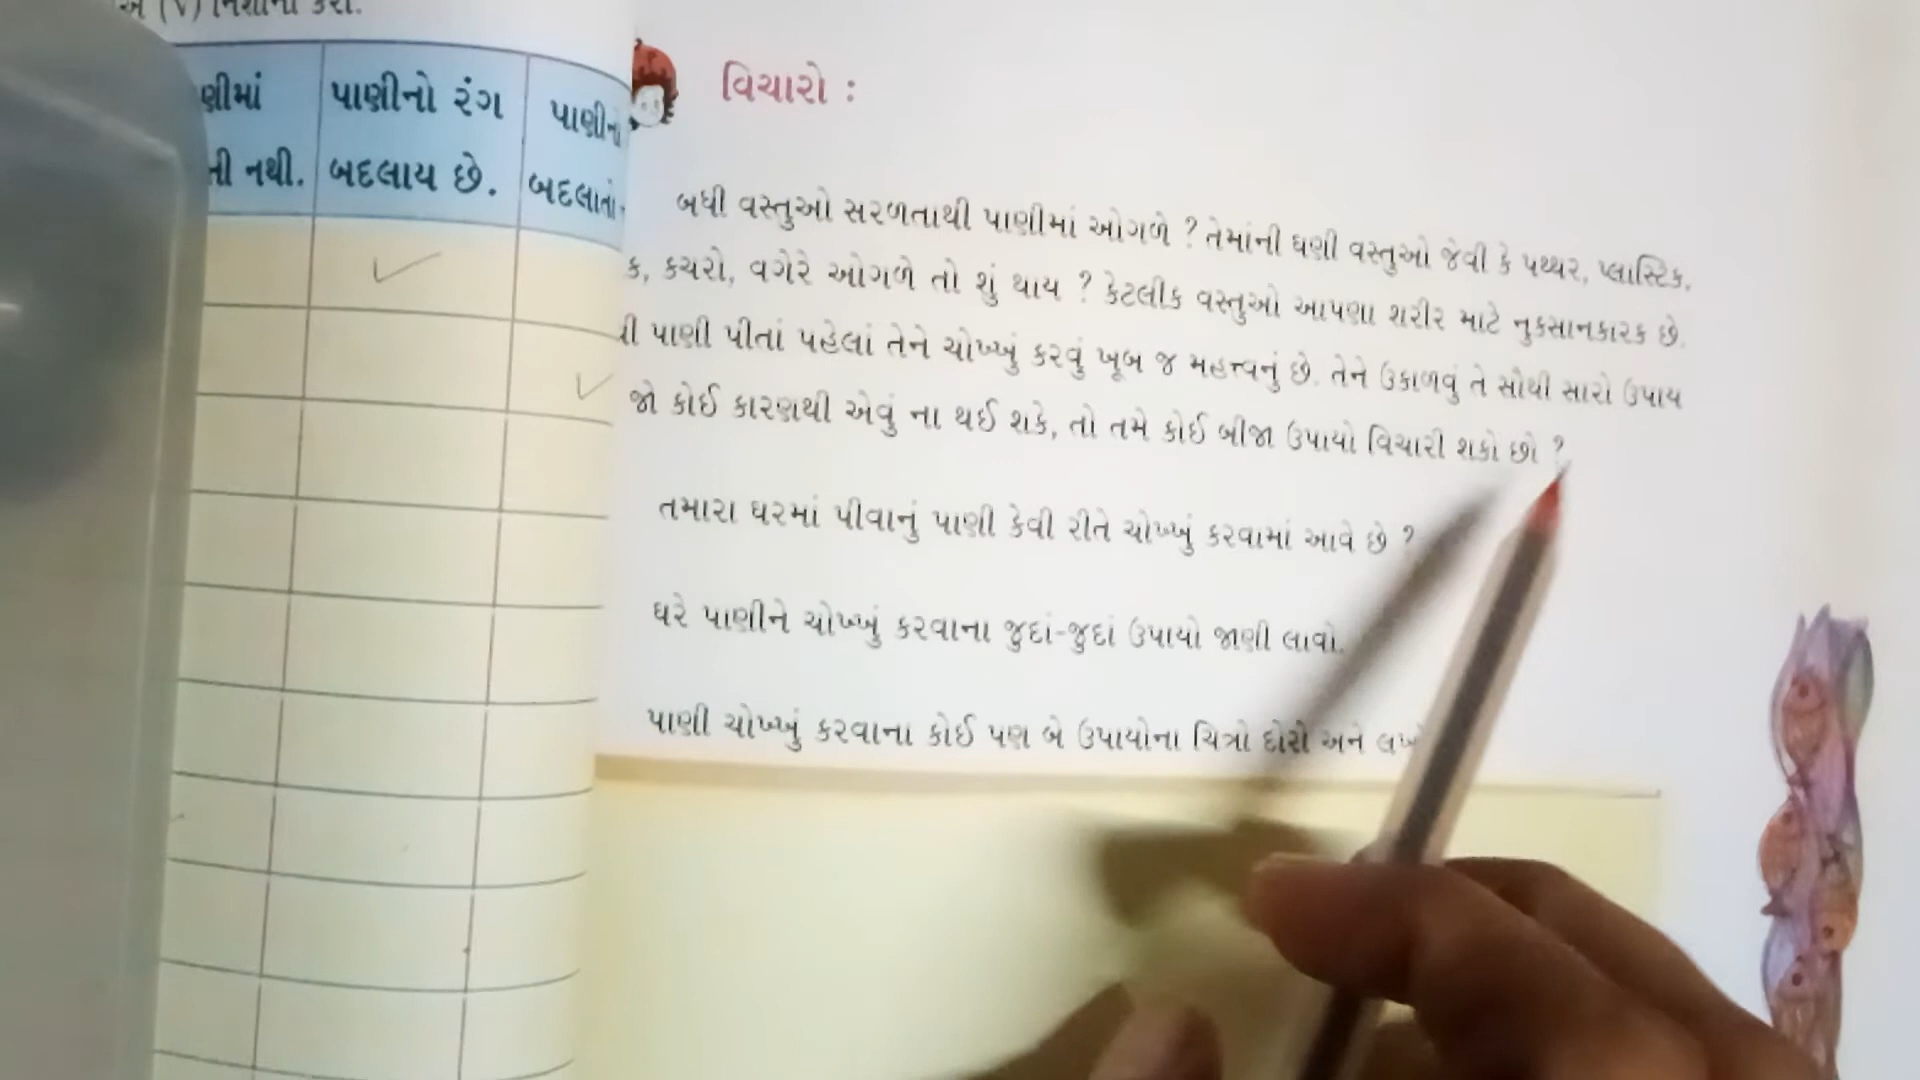 (√) નિશાની કરો.
પાણીનો રંગ
નથી. બદલાય છે.
વિચારો :
બધી વસ્તુઓ સરળતાથી પાણીમાં ઓગળે ? તેમાંની ઘણી વસ્તુઓ જેવી કે પથ્થર, પ્લાસ્ટિક,
ક, કચરો, વગેરે ઓગળે તો શું થાય ? કેટલીક વસ્તુઓ આપણા શરીર માટે નુકસાનકારક છે.
પાણી પીતાં પહેલાં તેને ચોખ્ખું કરવું ખૂબ જ મહત્ત્વનું છે. તેને ઉકાળવું તે સૌથી સારો ઉપાય
જો કોઈ કારણથી એવું ના થઈ શકે, તો તમે કોઈ બીજા ઉપાયો વિચારી શકો છો ?
તમારા ઘરમાં પીવાનું પાણી કેવી રીતે ચોખ્ખું કરવામાં આવે છે ?
ઘરે પાણીને ચોખ્ખું કરવાના જુદાં-જુદાં ઉપાયો જાણી લાવો.
પાણી ચોખ્ખું કરવાના કોઈ પણ બે ઉપાયોના ચિત્રો દોરો અને